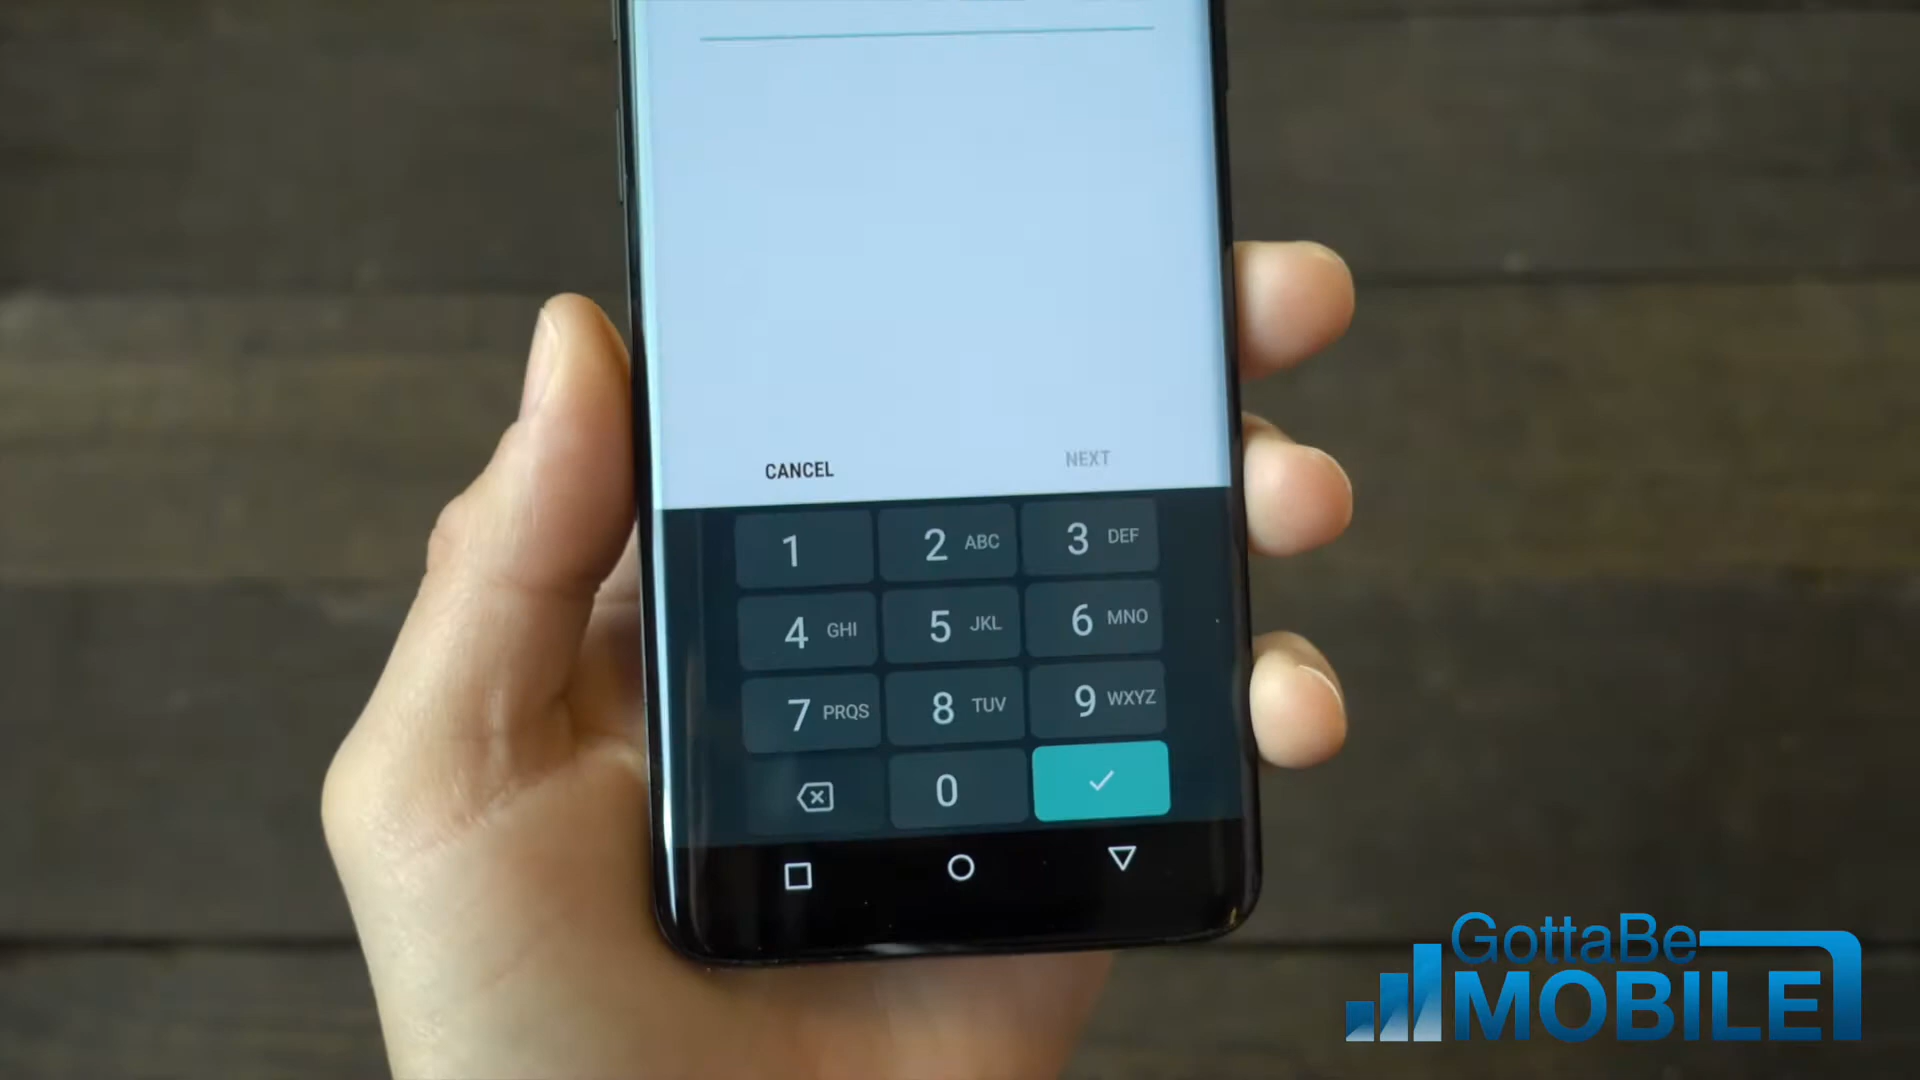 CANCEL NEXT
1 2 ABC 3 DEF
4 GHI 5 JKL 6 MNO
7 PRQS 8 TUV 9 WXYZ
0
GottaBe
MOBILE